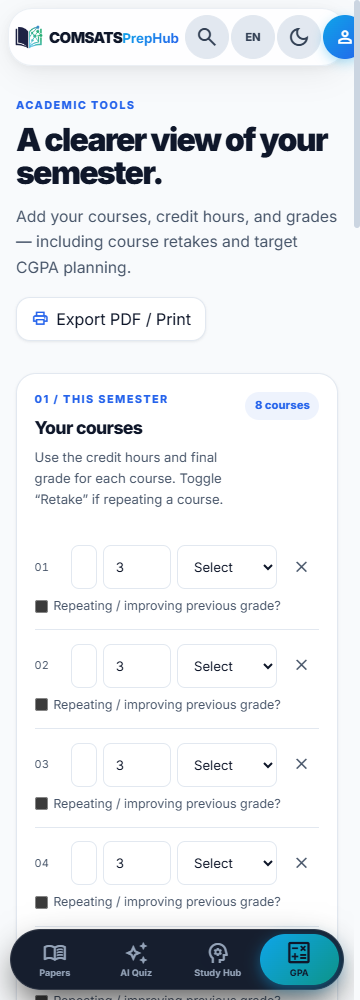 COMSATSPrepHub
EN
ACADEMIC TOOLS
A clearer view of your
semester.
Add your courses, credit hours, and grades
— including course retakes and target
CGPA planning.
Export PDF / Print
01 / THIS SEMESTER
8 courses
Your courses
Use the credit hours and final
grade for each course. Toggle
“Retake” if repeating a course.
01 3 Select
Repeating / improving previous grade?
02 3 Select
Repeating / improving previous grade?
03 3 Select
Repeating / improving previous grade?
04 3 Select
Repeating / improving previous grade?
Papers AI Quiz Study Hub GPA